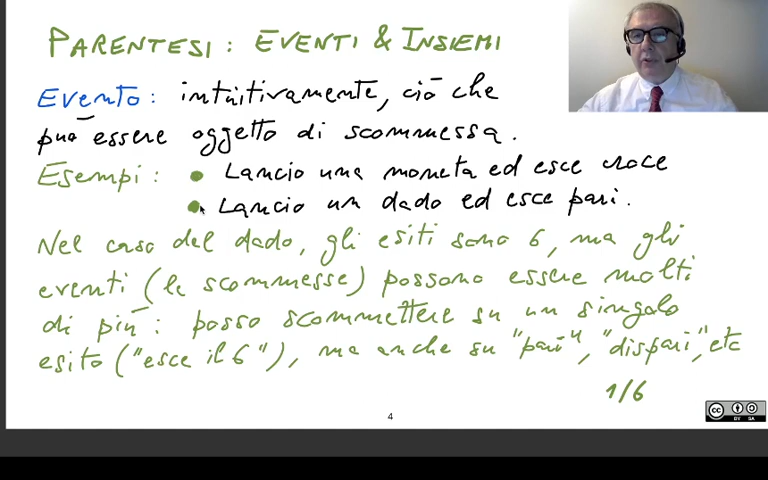 PARENTESI: EVENTI & INSIEMI
Evento: intuitivamente, ciò che
può essere oggetto di scommessa.
Esempi: • Lancio una moneta ed esce croce
• Lancio un dado ed esce pari.
Nel caso del dado, gli esiti sono 6, ma gli
eventi (le scommesse) possono essere molti
di più: posso scommettere su un singolo
esito ("esce il 6"), ma anche su "pari", "dispari", etc
1/6
4
CC
BY SA